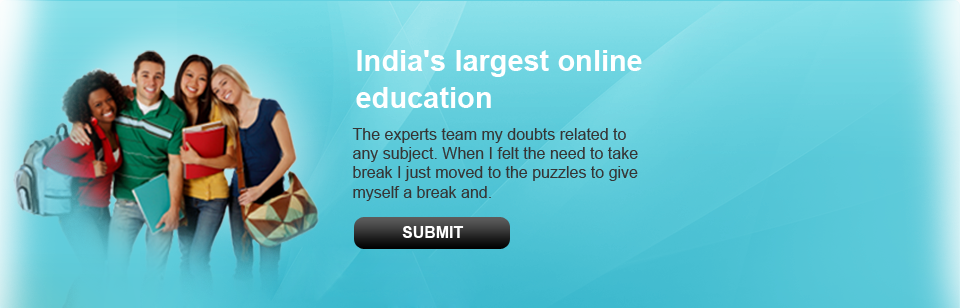 India's largest online
education
The experts team my doubts related to
any subject. When I felt the need to take
break I just moved to the puzzles to give
myself a break and.
SUBMIT